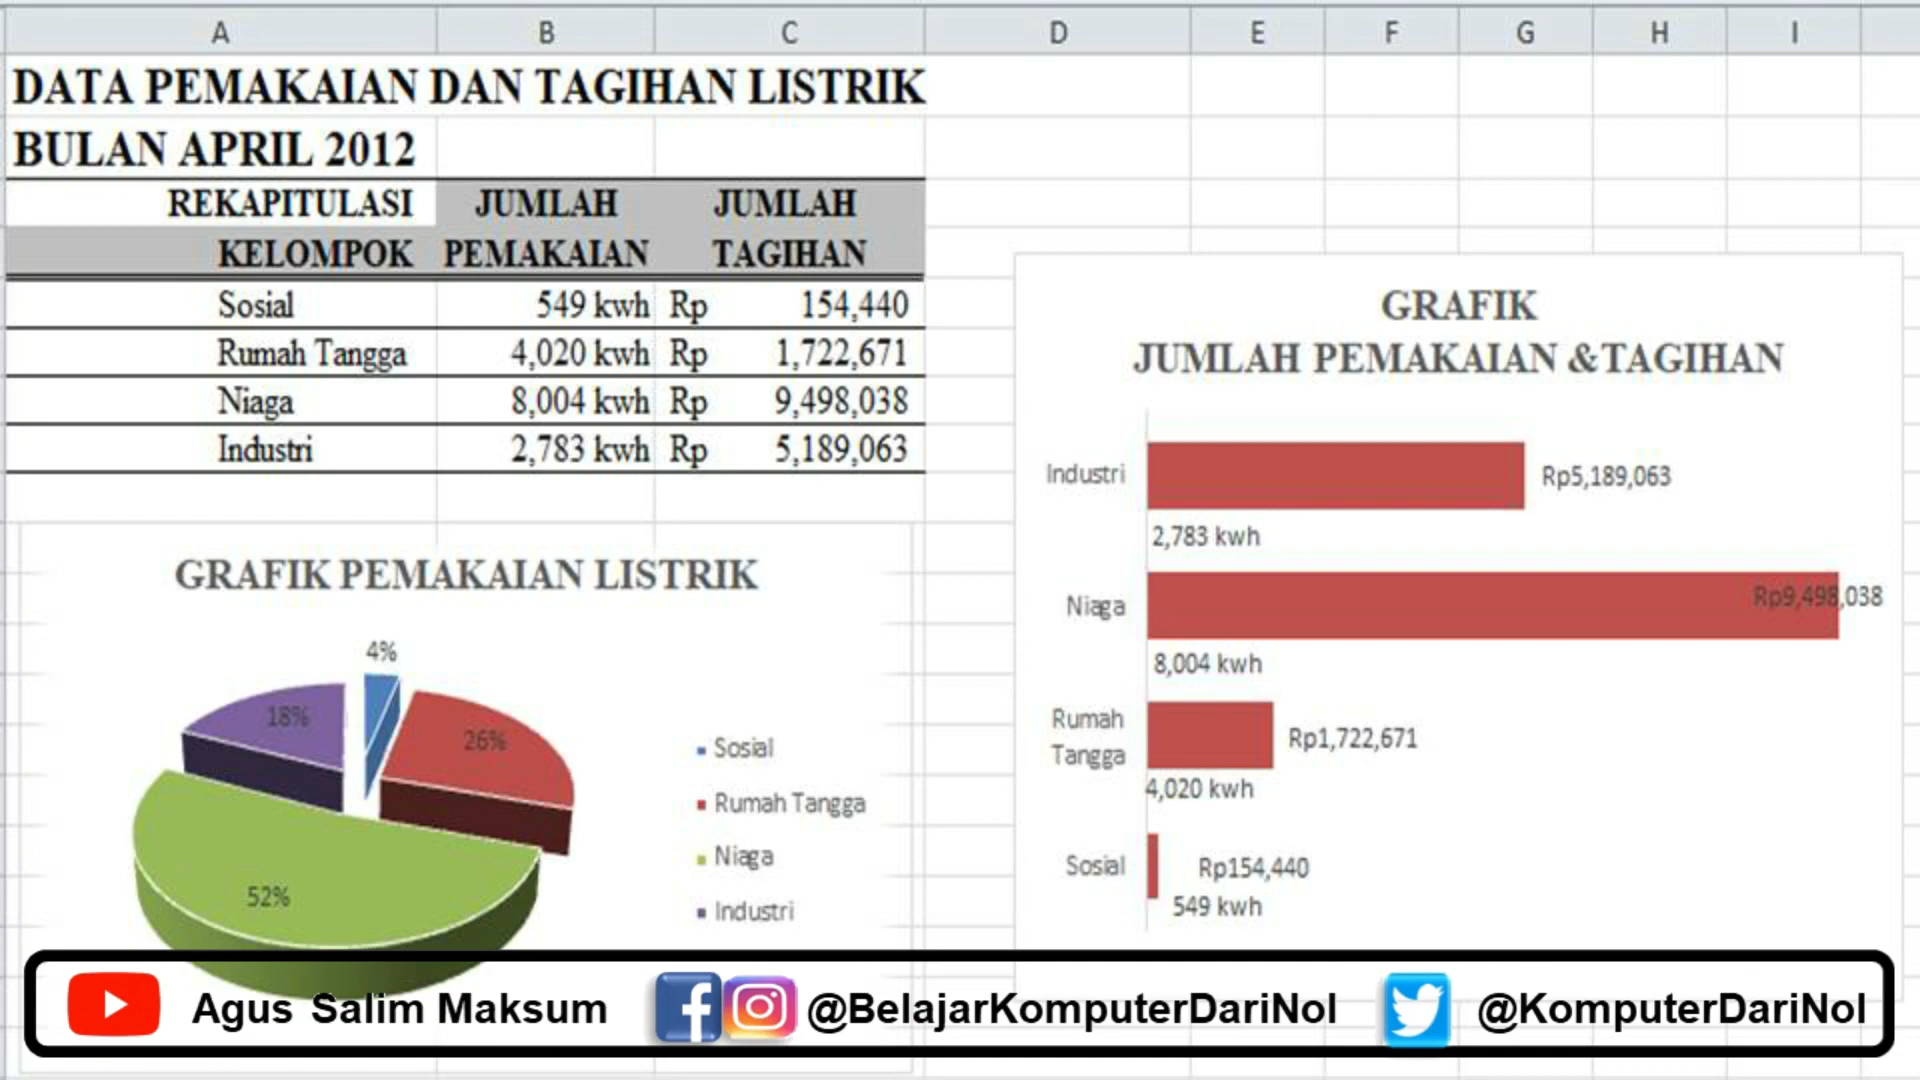 A B C D E F G H I
DATA PEMAKAIAN DAN TAGIHAN LISTRIK
BULAN APRIL 2012
REKAPITULASI JUMLAH JUMLAH
KELOMPOK PEMAKAIAN TAGIHAN
Sosial 549 kwh Rp 154,440
Rumah Tangga 4,020 kwh Rp 1,722,671
Niaga 8,004 kwh Rp 9,498,038
Industri 2,783 kwh Rp 5,189,063
GRAFIK PEMAKAIAN LISTRIK
4%
18%
26%
52%
Sosial
Rumah Tangga
Niaga
Industri
GRAFIK
JUMLAH PEMAKAIAN &TAGIHAN
Industri Rp5,189,063
2,783 kwh
Niaga Rp9,498,038
8,004 kwh
Rumah
Tangga Rp1,722,671
4,020 kwh
Sosial Rp154,440
549 kwh
Agus Salim Maksum @BelajarKomputerDariNol @KomputerDariNol